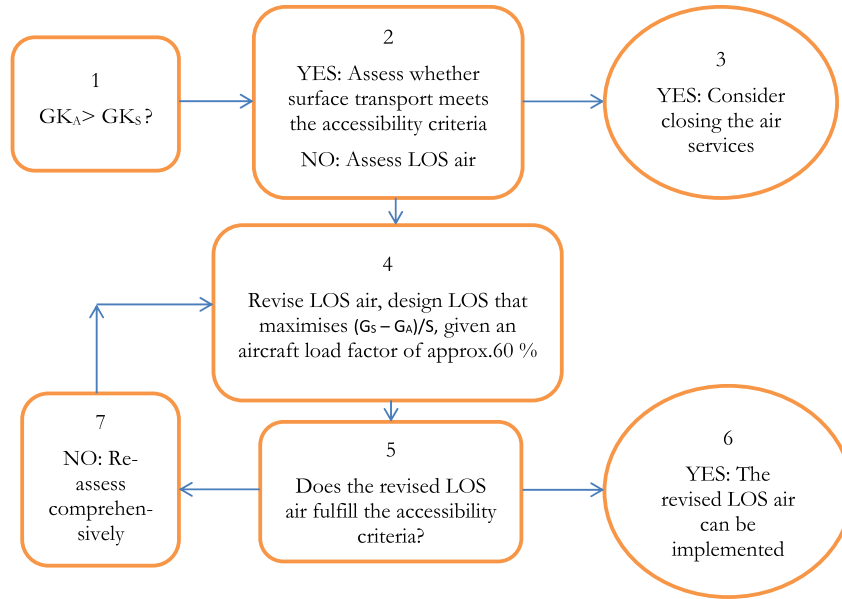 1
GKA> GKS?
2
YES: Assess whether
surface transport meets
the accessibility criteria
NO: Assess LOS air
3
YES: Consider
closing the air
services
4
Revise LOS air, design LOS that
maximises (GS – GA)/S, given an
aircraft load factor of approx.60 %
5
Does the revised LOS
air fulfill the accessibility
criteria?
6
YES: The
revised LOS air
can be
implemented
7
NO: Re-
assess
comprehen-
sively